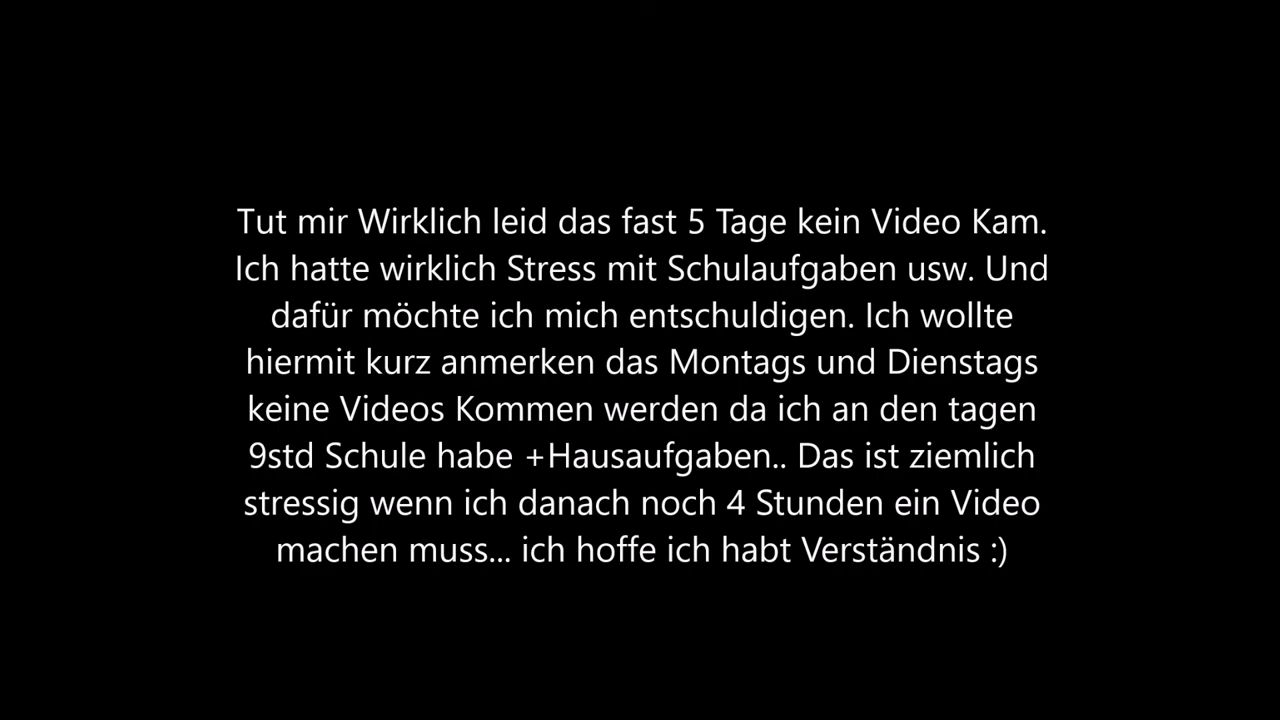 Tut mir Wirklich leid das fast 5 Tage kein Video Kam.
Ich hatte wirklich Stress mit Schulaufgaben usw. Und
dafür möchte ich mich entschuldigen. Ich wollte
hiermit kurz anmerken das Montags und Dienstags
keine Videos Kommen werden da ich an den tagen
9std Schule habe +Hausaufgaben.. Das ist ziemlich
stressig wenn ich danach noch 4 Stunden ein Video
machen muss... ich hoffe ich habt Verständnis :)